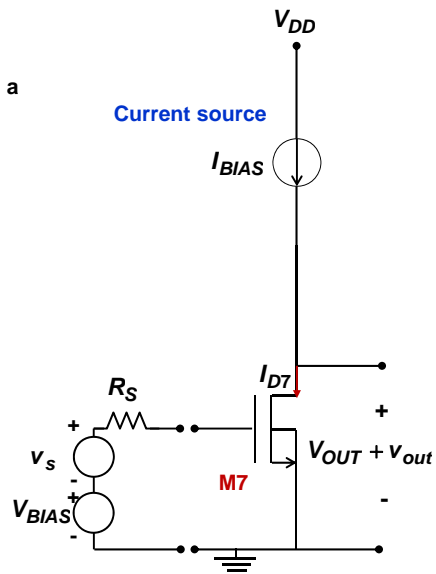 V_DD
a
Current source
I_BIAS
I_D7
R_S
+
+
v_s
V_OUT + v_out
-
M7
+
V_BIAS
-
-